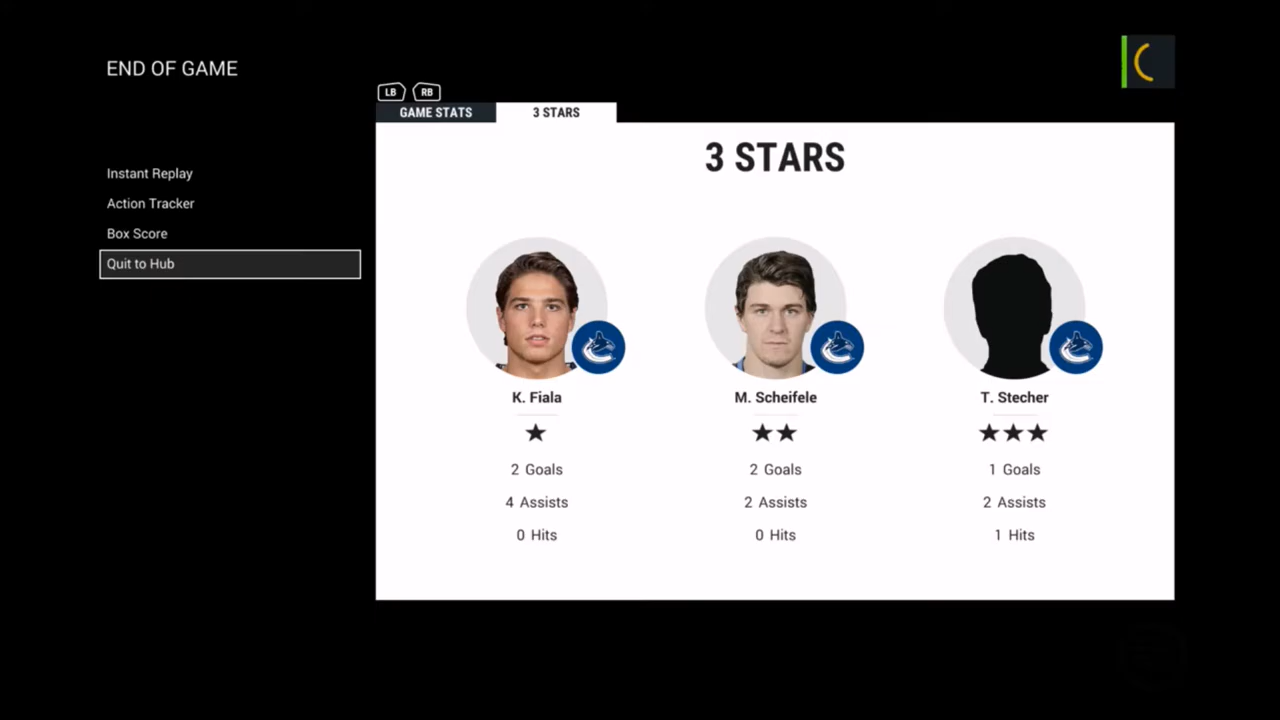 END OF GAME
LB RB
GAME STATS 3 STARS
3 STARS
Instant Replay
Action Tracker
Box Score
Quit to Hub
K. Fiala M. Scheifele T. Stecher
2 Goals 2 Goals 1 Goals
4 Assists 2 Assists 2 Assists
0 Hits 0 Hits 1 Hits